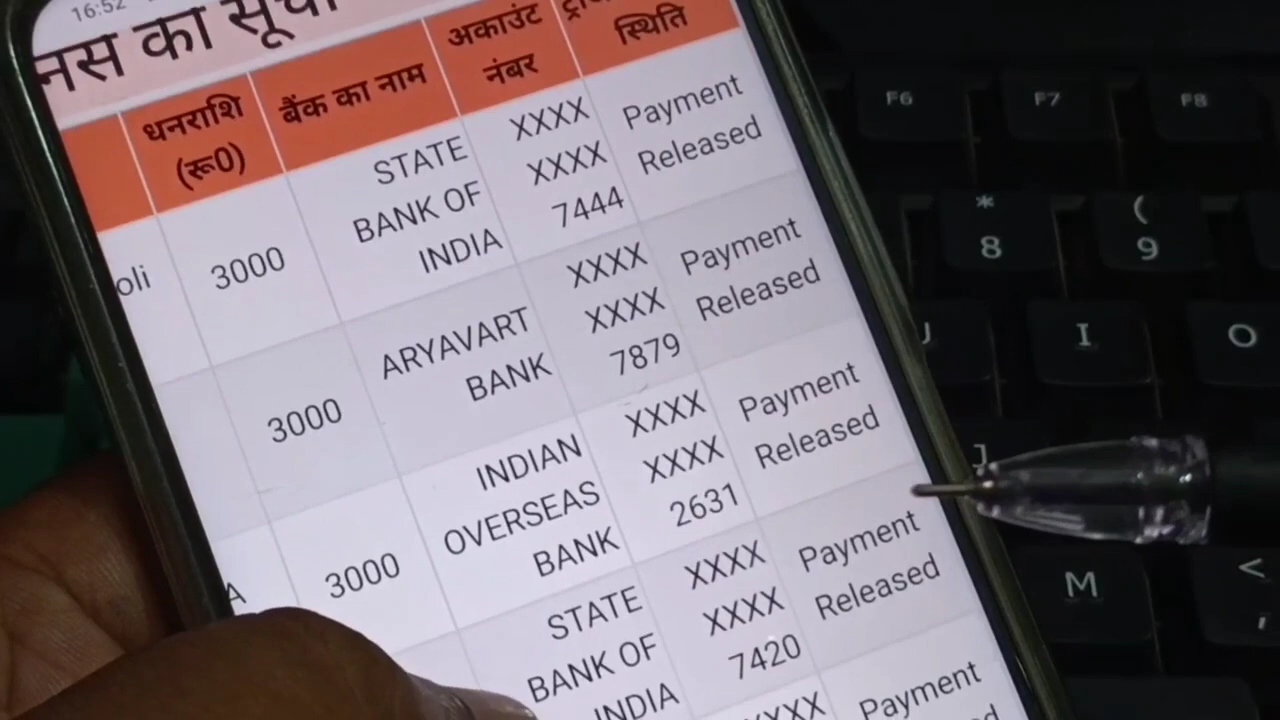 16:52
नस का सूची
धनराशि
(रू0)
बैंक का नाम
अकाउंट
नंबर
स्थिति
oli
3000
STATE
BANK OF
INDIA
XXXX
XXXX
7444
Payment
Released
3000
ARYAVART
BANK
XXXX
XXXX
7879
Payment
Released
A
3000
INDIAN
OVERSEAS
BANK
XXXX
XXXX
2631
Payment
Released
STATE
BANK OF
INDIA
XXXX
XXXX
7420
Payment
Released
XXXX
Payment
F6
F7
F8
*
8
(
9
U
I
O
J
M
<
,